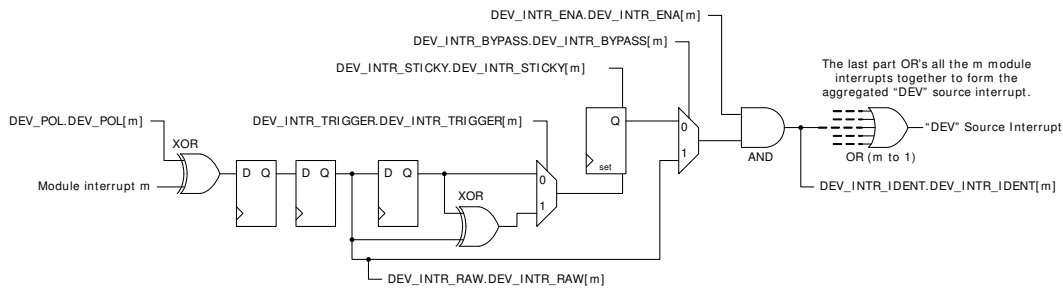 DEV_INTR_ENA.DEV_INTR_ENA[m]
DEV_INTR_BYPASS.DEV_INTR_BYPASS[m]
DEV_INTR_STICKY.DEV_INTR_STICKY[m]
The last part OR's all the m module
interrupts together to form the
aggregated “DEV” source interrupt.
DEV_POL.DEV_POL[m]
DEV_INTR_TRIGGER.DEV_INTR_TRIGGER[m]
XOR
Q
set
0
1
AND
OR (m to 1)
“DEV” Source Interrupt
Module interrupt m
D Q
D Q
D Q
XOR
0
1
DEV_INTR_IDENT.DEV_INTR_IDENT[m]
DEV_INTR_RAW.DEV_INTR_RAW[m]